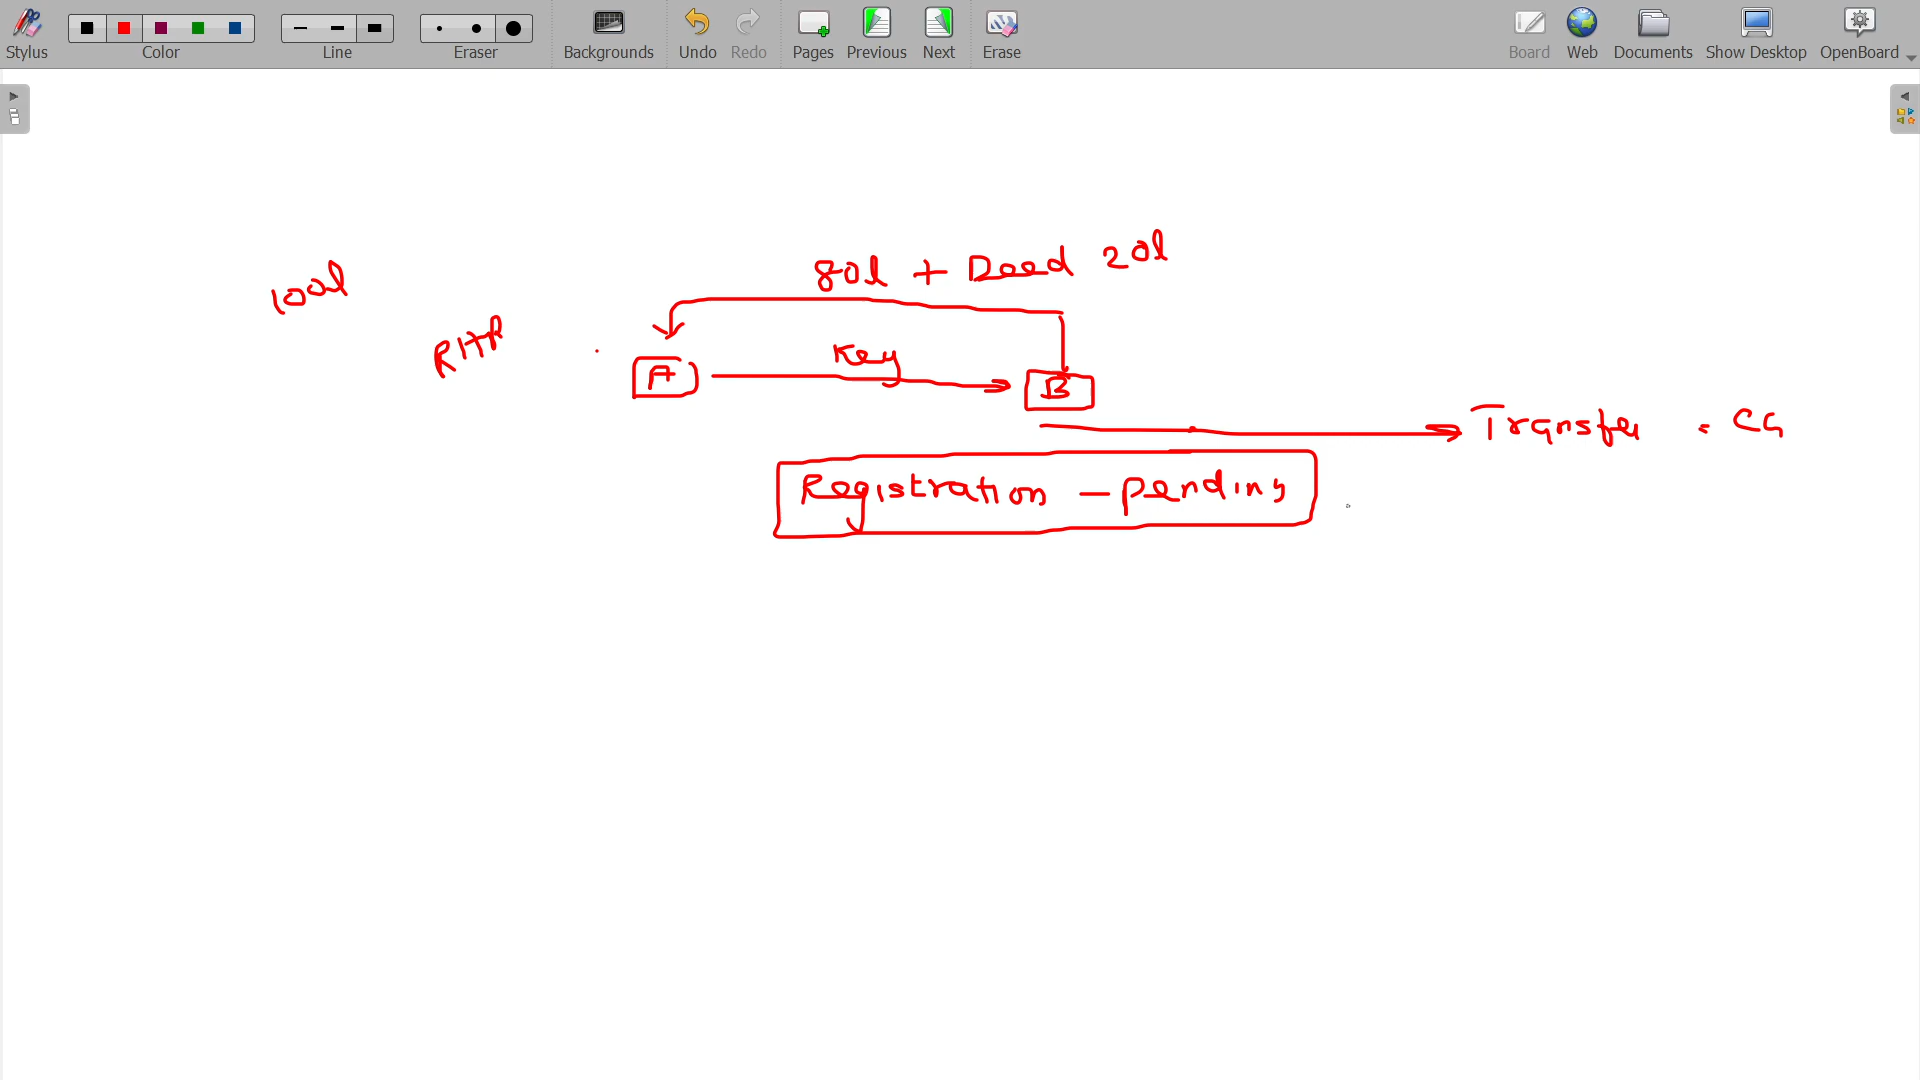 Stylus Color Line Eraser Backgrounds Undo Redo Pages Previous Next Erase Board Web Documents Show Desktop OpenBoard
80l + Deed 20l
100l
RHP
Key
A
B
Transfer = CG
Registration - pending